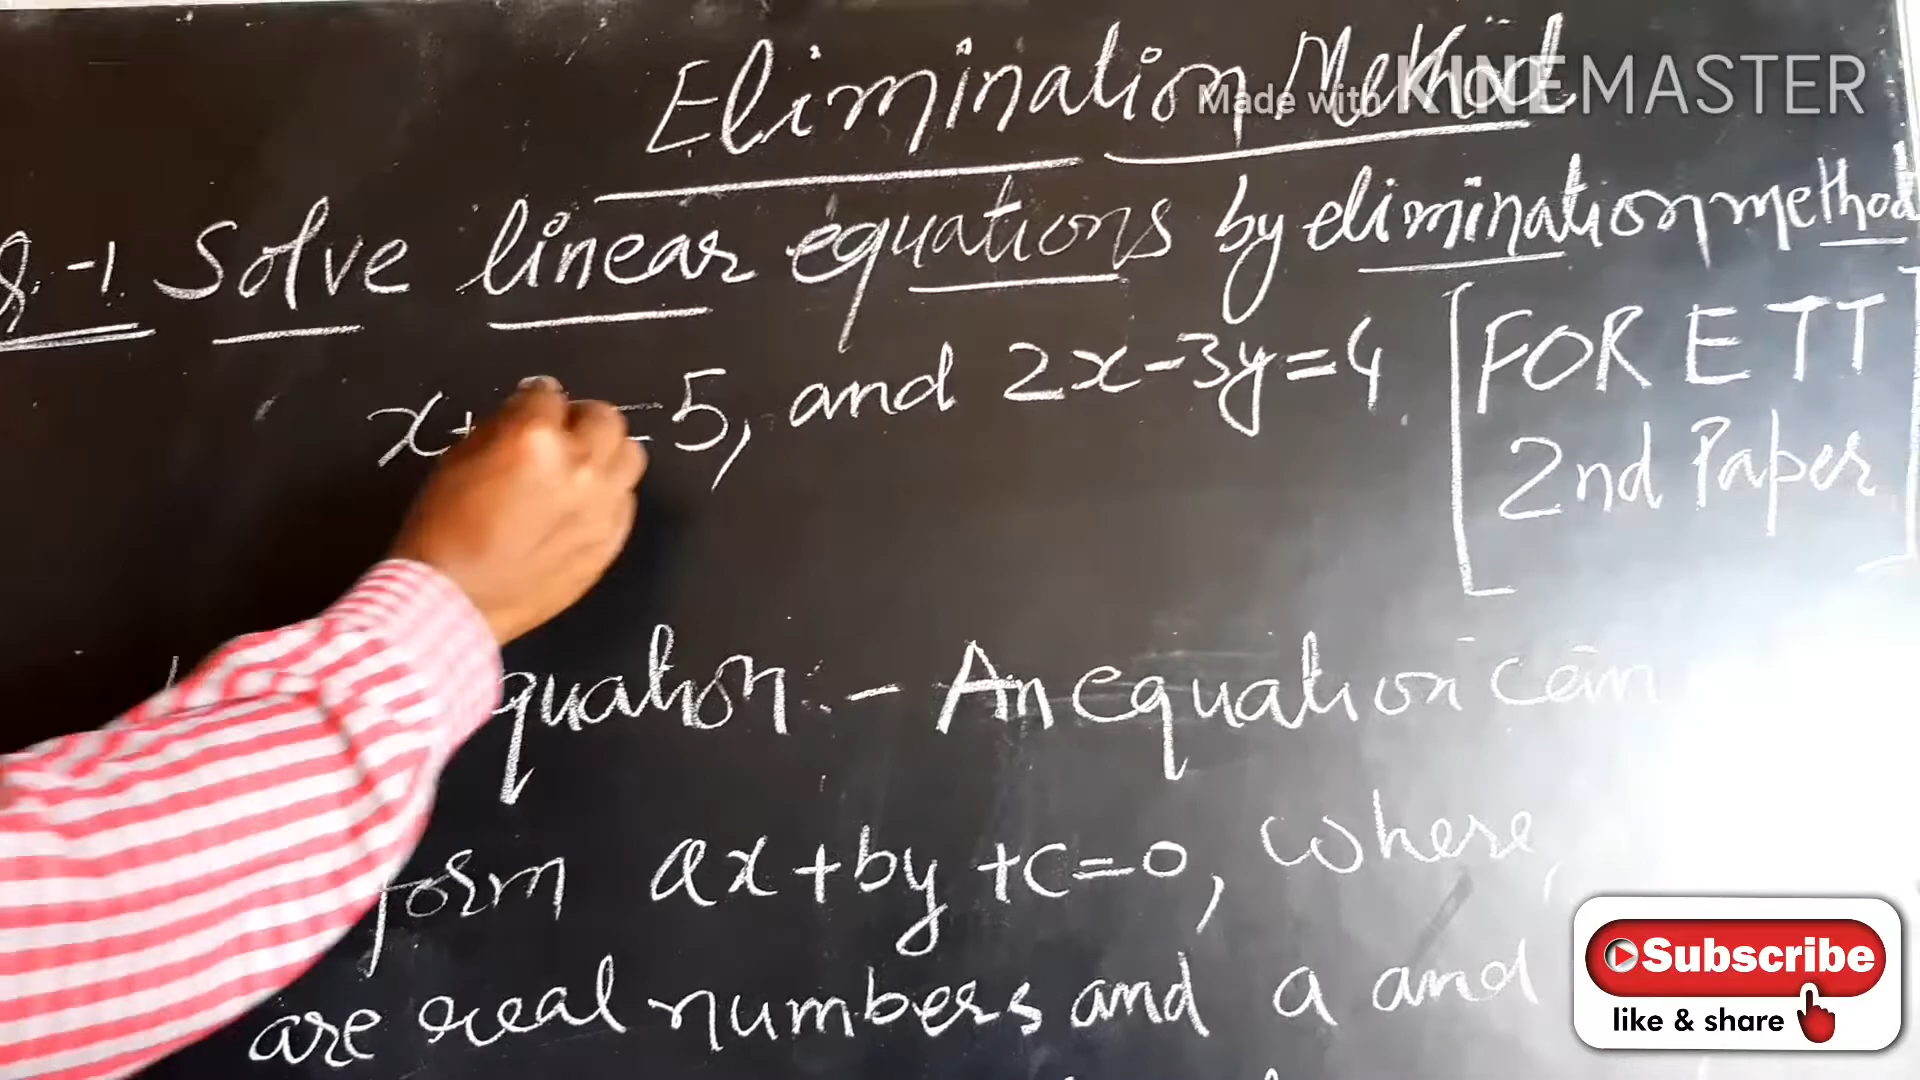 Elimination Method
Made with KINEMASTER
Q.-1 Solve linear equations by elimination method
x+ =5, and 2x-3y=4
[FOR ETT
2nd Paper]
quation :- An equation can
form ax+by+c=0, where,
are real numbers and a and
Subscribe
like & share